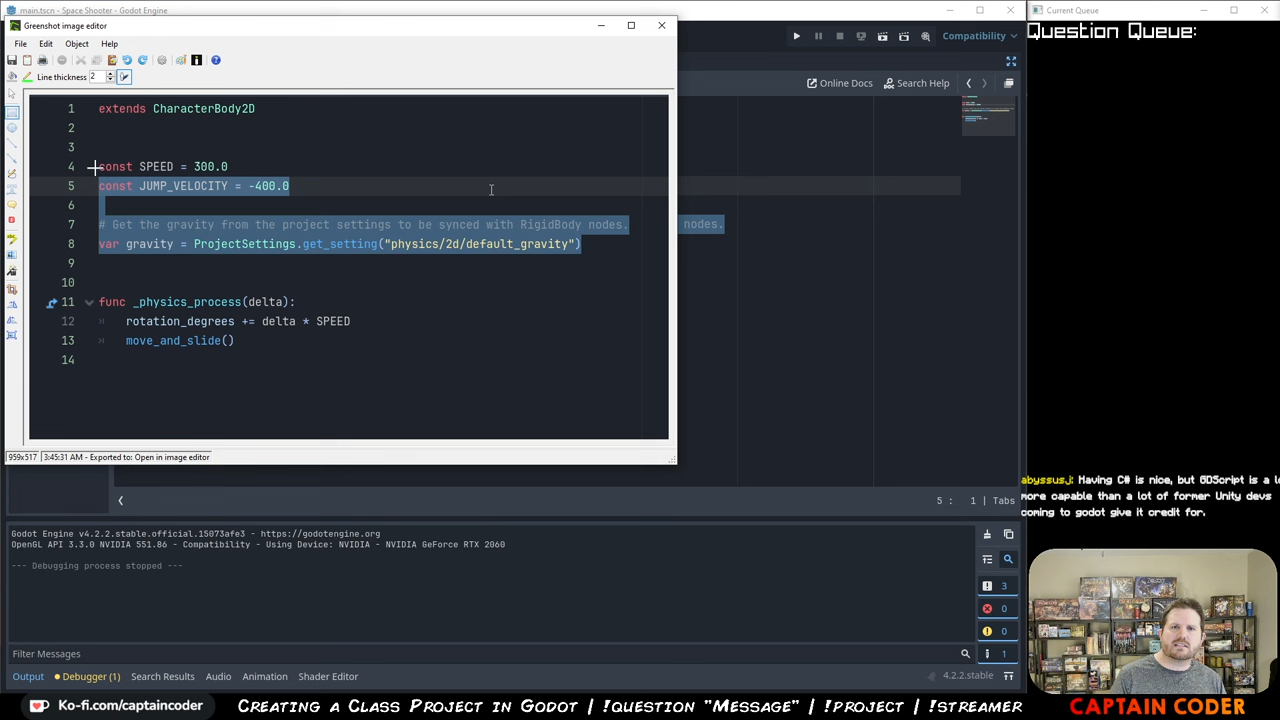 main.tscn - Space Shooter - Godot Engine
Current Queue
Greenshot image editor
Question Queue:
File Edit Object Help
Compatibility
Line thickness 2
Online Docs Search Help
1 extends CharacterBody2D
2
3
4 const SPEED = 300.0
5 const JUMP_VELOCITY = -400.0
6
7 # Get the gravity from the project settings to be synced with RigidBody nodes. nodes.
8 var gravity = ProjectSettings.get_setting("physics/2d/default_gravity")
9
10
11 func _physics_process(delta):
12 rotation_degrees += delta * SPEED
13 move_and_slide()
14
959x517 3:45:31 AM - Exported to: Open in image editor
abyssusj: Having C# is nice, but GDScript is a lo
more capable than a lot of former Unity devs
coming to godot give it credit for.
5 : 1 | Tabs
Godot Engine v4.2.2.stable.official.15073afe3 - https://godotengine.org
OpenGL API 3.3.0 NVIDIA 551.86 - Compatibility - Using Device: NVIDIA - NVIDIA GeForce RTX 2060
--- Debugging process stopped ---
3
0
0
1
Filter Messages
Output Debugger (1) Search Results Audio Animation Shader Editor 4.2.2.stable
Ko-fi.com/captaincoder
Creating a Clock Projectile in Godot | !question "Message" | !project | !streamer
CAPTAIN CODER